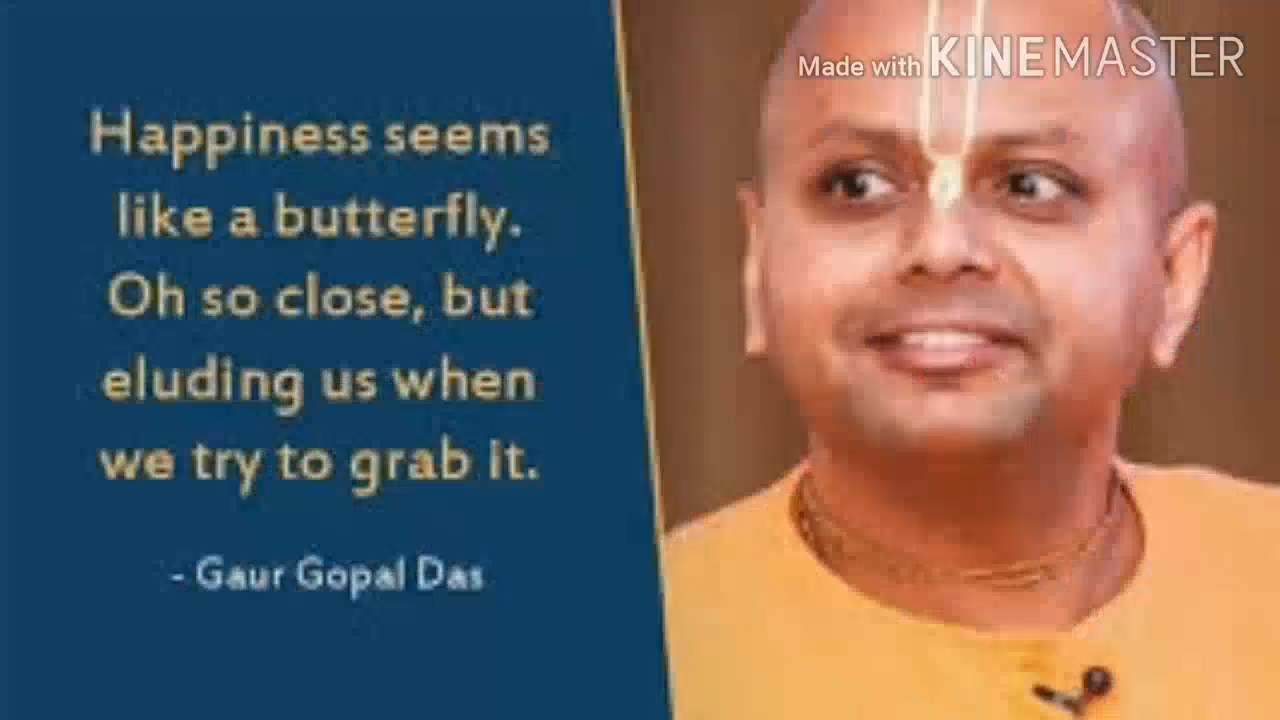 Made with KINEMASTER
Happiness seems
like a butterfly.
Oh so close, but
eluding us when
we try to grab it.
- Gaur Gopal Das